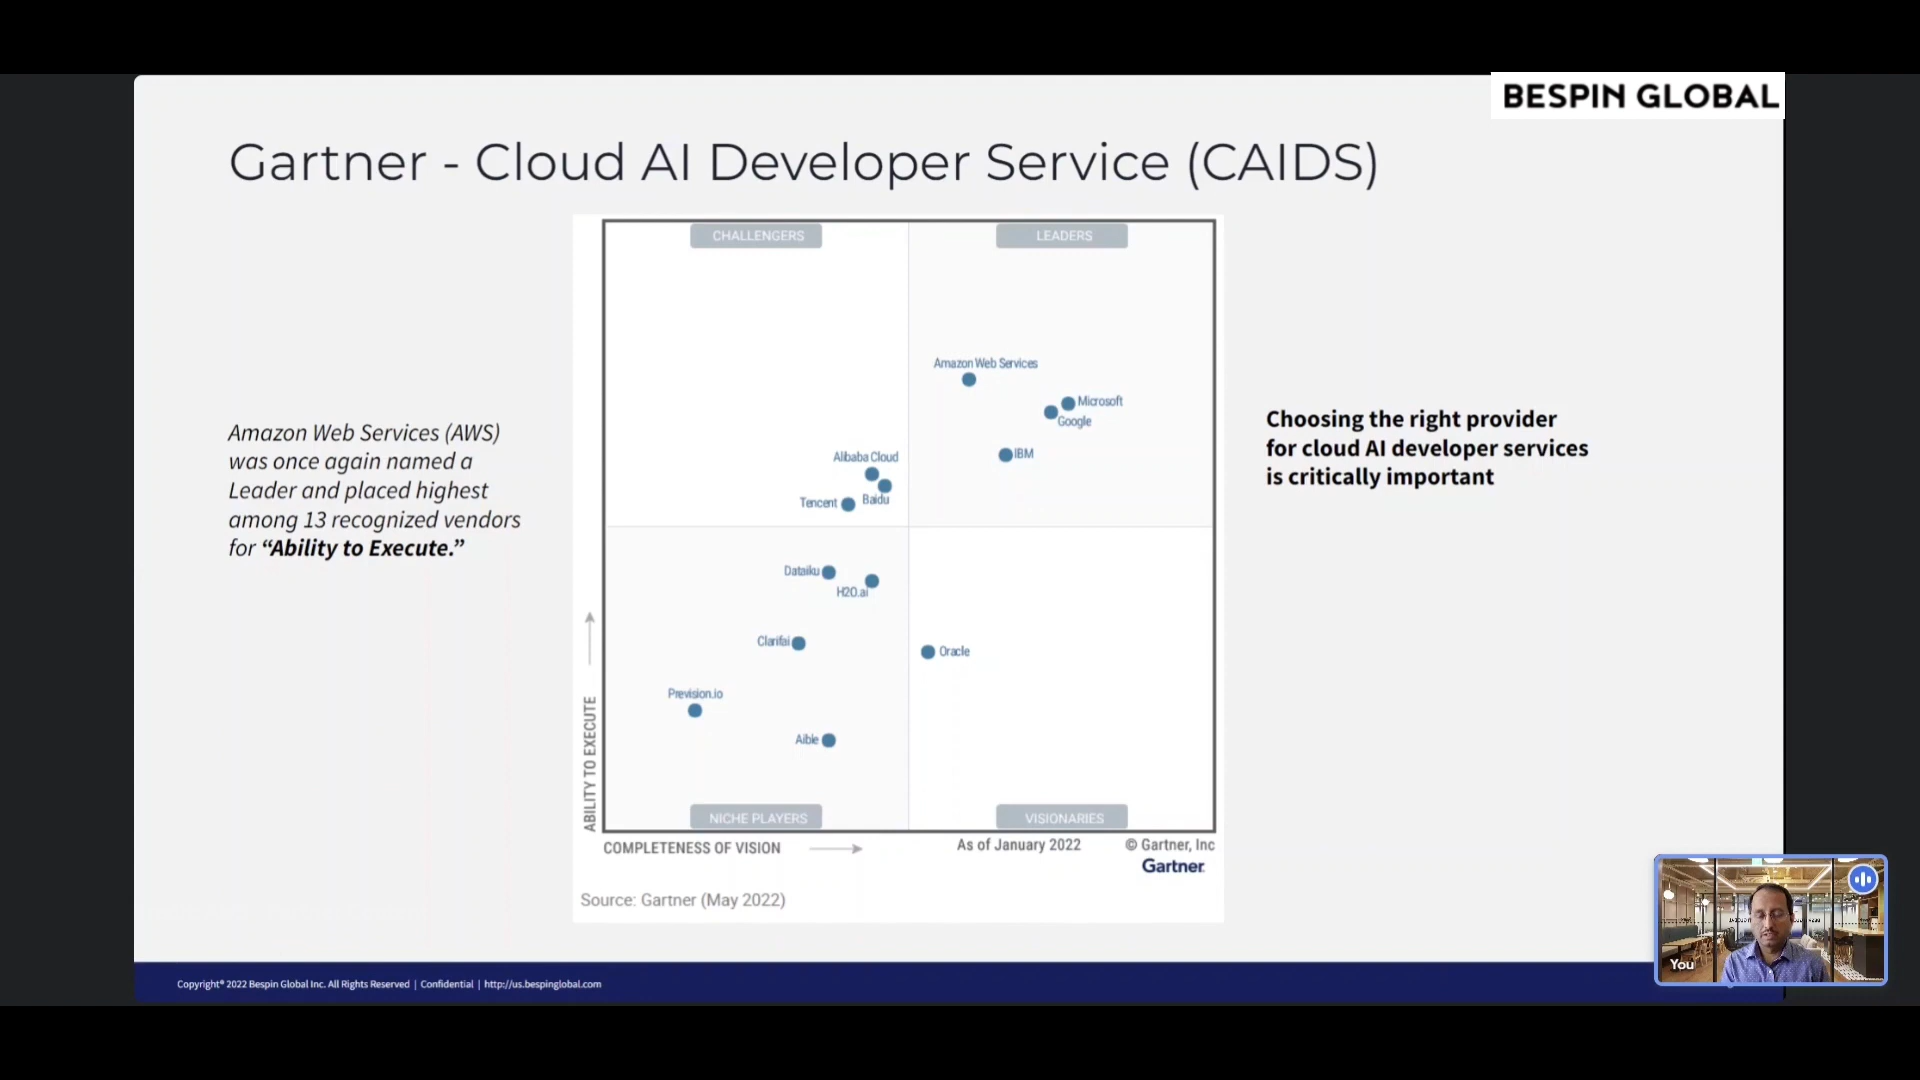 BESPIN GLOBAL
Gartner - Cloud AI Developer Service (CAIDS)
Amazon Web Services (AWS)
was once again named a
Leader and placed highest
among 13 recognized vendors
for “Ability to Execute.”
CHALLENGERS
LEADERS
Amazon Web Services
Microsoft
Google
IBM
Alibaba Cloud
Baidu
Tencent
Dataiku
H2O.ai
Clarifai
Oracle
Prevision.io
Aible
NICHE PLAYERS
VISIONARIES
ABILITY TO EXECUTE
COMPLETENESS OF VISION
As of January 2022
© Gartner, Inc
Gartner
Source: Gartner (May 2022)
Choosing the right provider
for cloud AI developer services
is critically important
Copyright® 2022 Bespin Global Inc. All Rights Reserved | Confidential | http://us.bespinglobal.com
You